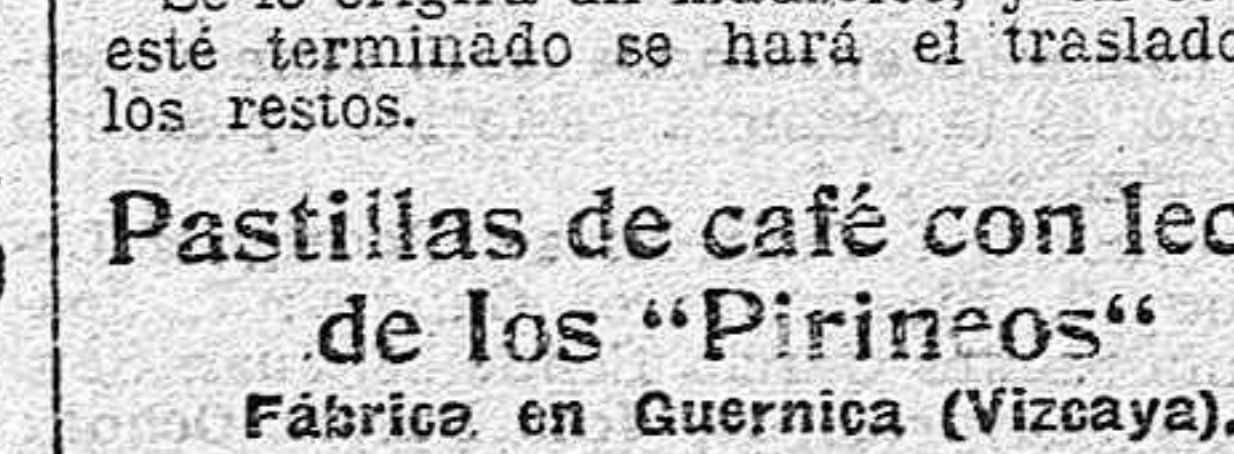 esté terminado se hará el traslado
los restos.
Pastillas de café con lec
de los “Pirineos“
Fábrica en Guernica (Vizcaya).